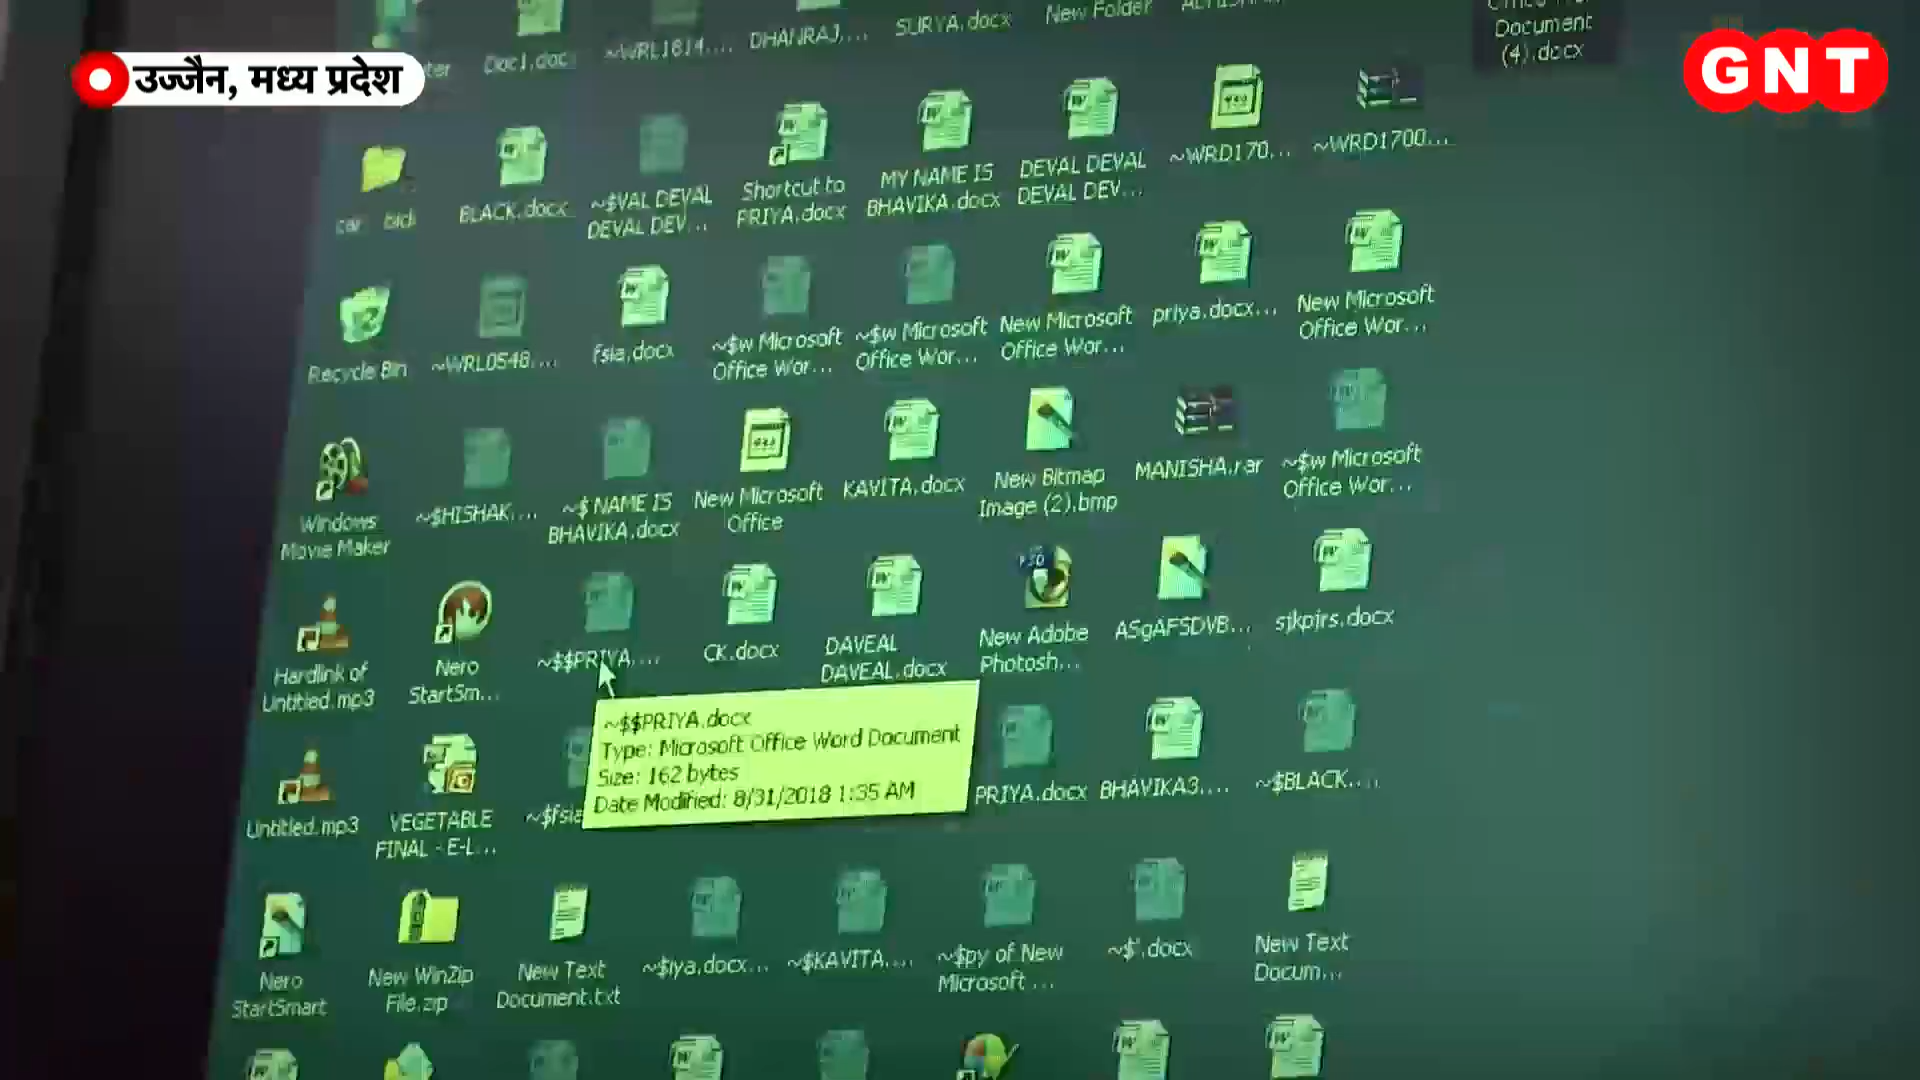 उज्जैन, मध्य प्रदेश
GNT
Doc1.doc
~WRL1814....
DHANRAJ....
SURYA.docx
New Folder
Document
(4).docx
BLACK.docx
~$VAL DEVAL
DEVAL DEV...
Shortcut to
PRIYA.docx
MY NAME IS
BHAVIKA.docx
DEVAL DEVAL
DEVAL DEV...
~WRD170...
~WRD1700...
Recycle Bin
~WRL0548....
fsia.docx
~$w Microsoft
Office Wor...
~$w Microsoft
Office Wor...
New Microsoft
Office Wor...
priya.docx...
New Microsoft
Office Wor...
Windows
Movie Maker
~$HISHAK....
~$ NAME IS
BHAVIKA.docx
New Microsoft
Office
KAVITA.docx
New Bitmap
Image (2).bmp
MANISHA.rar
~$w Microsoft
Office Wor...
Hardlink of
Untitled.mp3
Nero
StartSm...
~$$PRIYA....
CK.docx
DAVEAL
DAVEAL.docx
New Adobe
Photosh...
ASgAFSDVB...
sjkpjrs.docx
~$$PRIYA.docx
Type: Microsoft Office Word Document
Size: 162 bytes
Date Modified: 8/31/2018 1:35 AM
Untitled.mp3
VEGETABLE
FINAL - E-L...
~$fsia
PRIYA.docx
BHAVIKA3....
~$BLACK....
Nero
StartSmart
New WinZip
File.zip
New Text
Document.txt
~$iya.docx...
~$KAVITA....
~$py of New
Microsoft ...
~$'.docx
New Text
Docum...